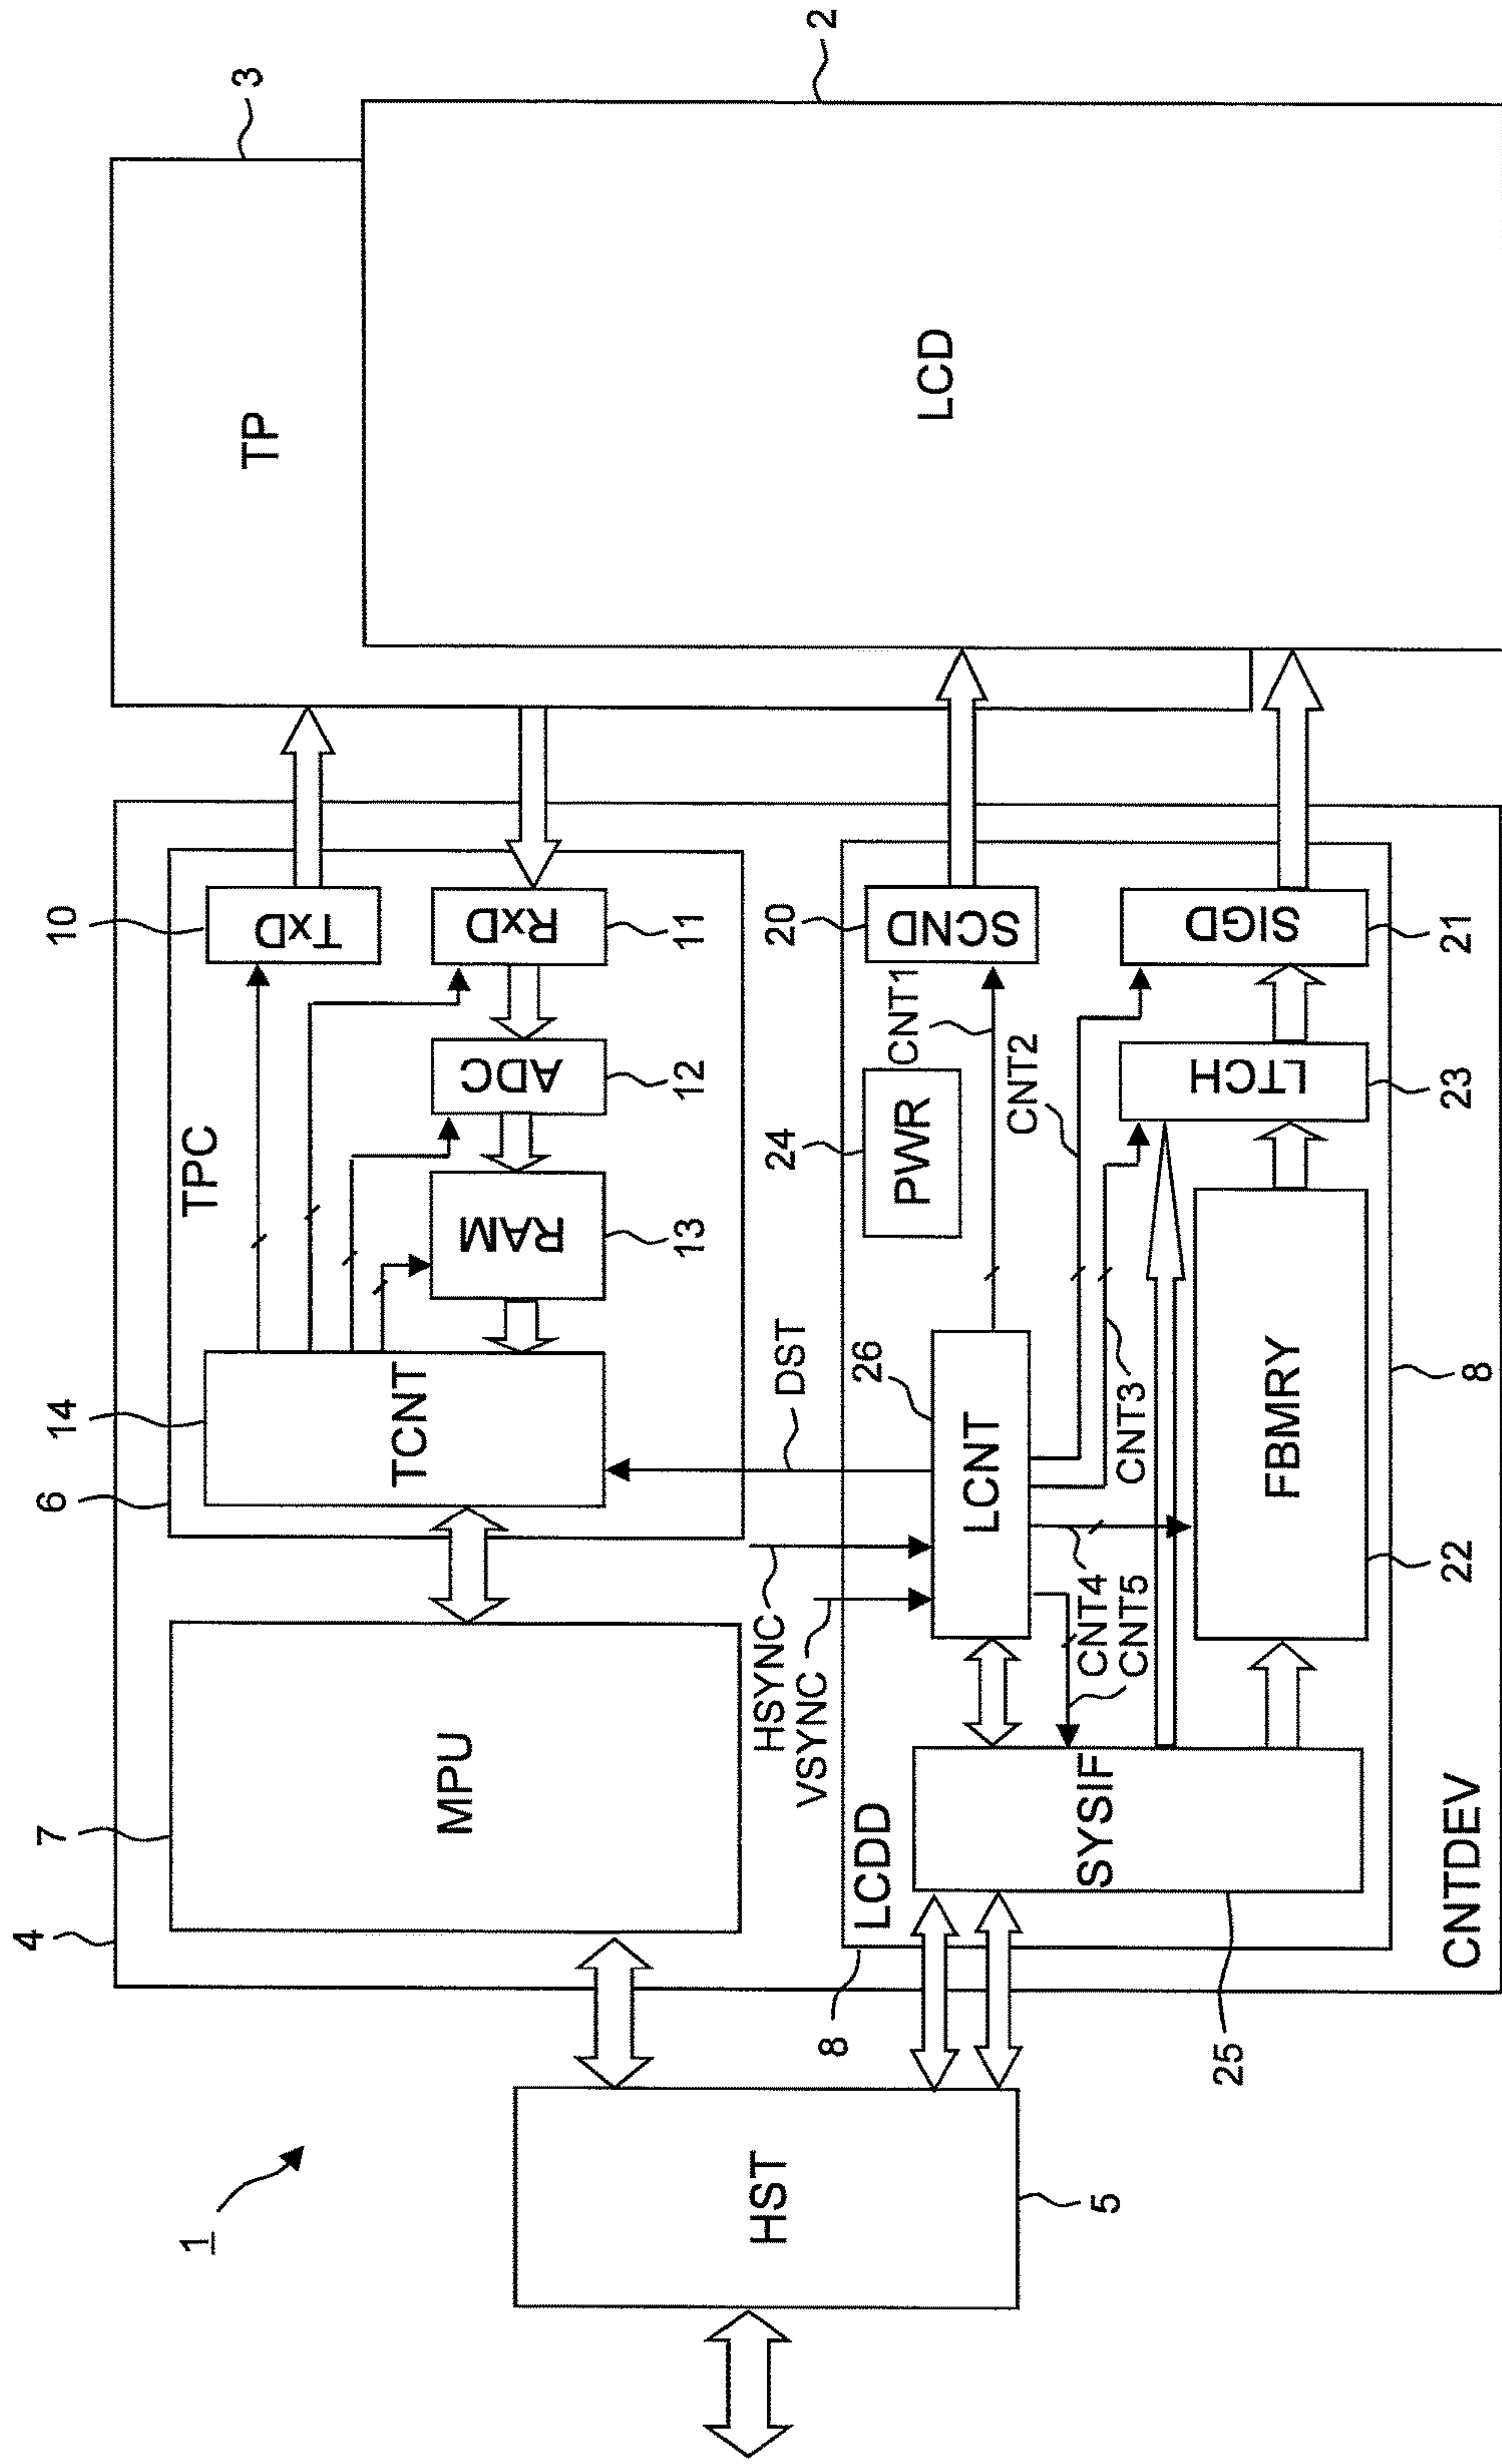 1
HST
5
4
7
MPU
6
14
TCNT
TPC
RAM
13
ADC
12
10
TxD
RxD
11
TP
3
LCD
2
HSYNC
VSYNC
DST
LCDD
8
SYSIF
25
26
LCNT
CNT1
CNT2
CNT3
CNT4
CNT5
24
PWR
20
SCND
SIGD
21
LTCH
23
FBMRY
22
8
CNTDEV